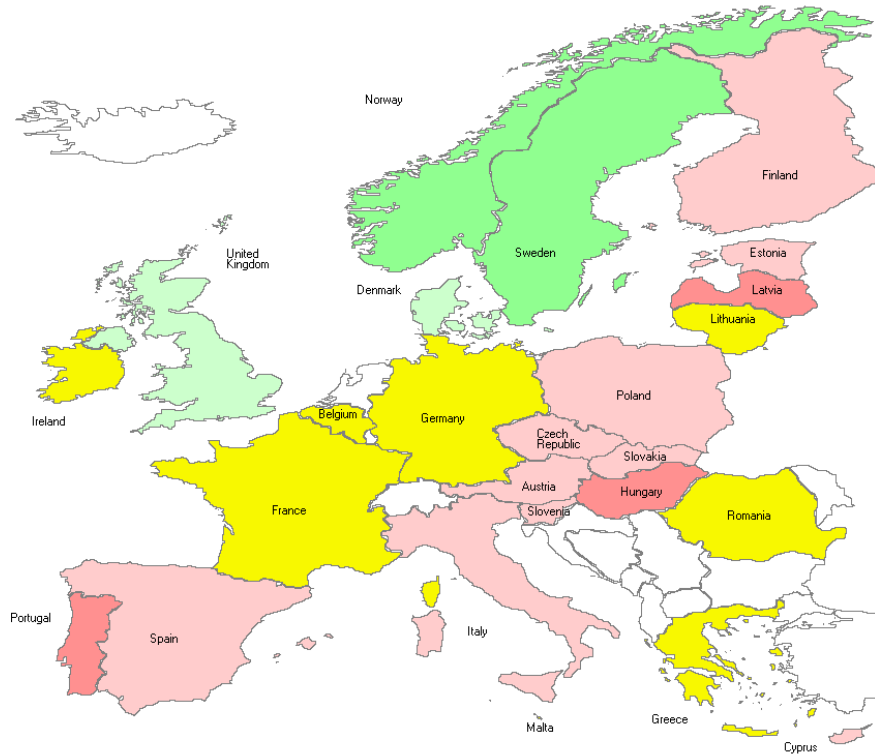 Norway
Finland
United
Kingdom
Sweden
Estonia
Denmark
Latvia
Lithuania
Poland
Ireland
Belgium
Germany
Czech
Republic
Slovakia
Austria
Hungary
France
Slovenia
Romania
Portugal
Spain
Italy
Malta
Greece
Cyprus